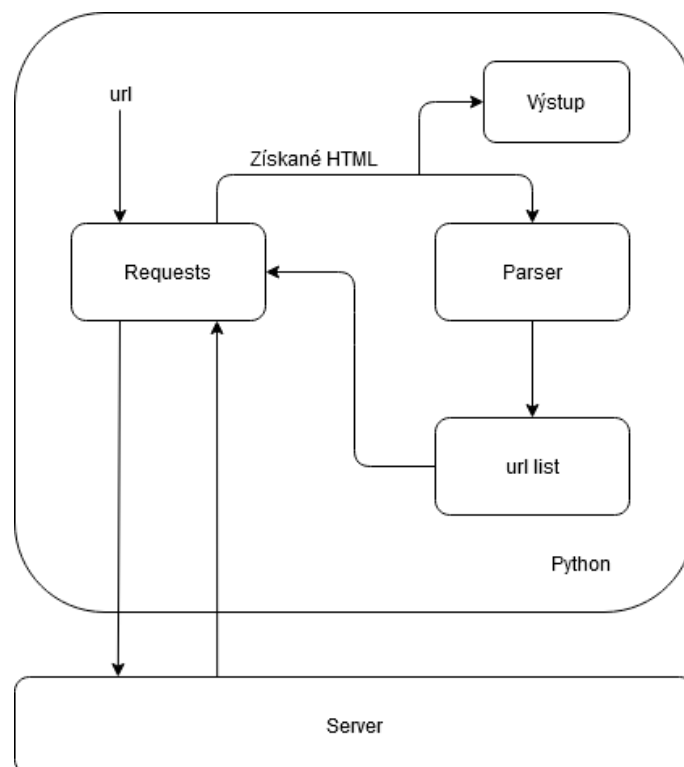 url
Výstup
Získané HTML
Requests
Parser
url list
Python
Server